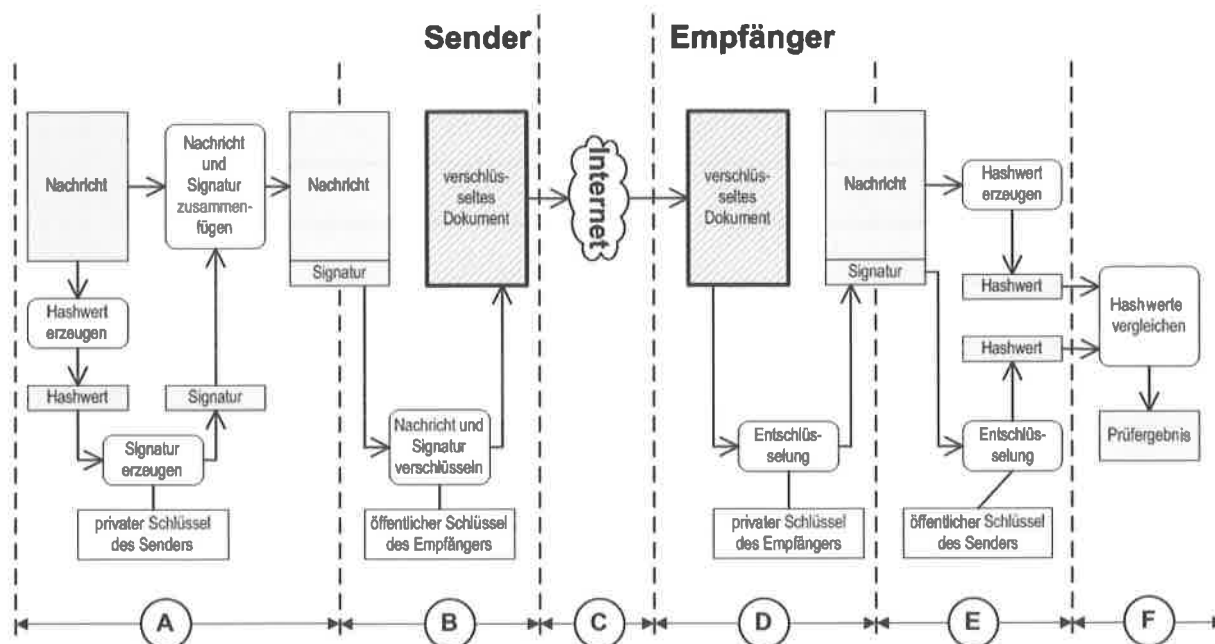 Sender
Empfänger
Nachricht
Nachricht
und
Signatur
zusammen-
fügen
Nachricht
Signatur
verschlüs-
seltes
Dokument
Internet
verschlüs-
seltes
Dokument
Nachricht
Signatur
Hashwert
erzeugen
Hashwert
Hashwert
Hashwerte
vergleichen
Prüfergebnis
Hashwert
erzeugen
Hashwert
Signatur
Signatur
erzeugen
privater Schlüssel
des Senders
Nachricht und
Signatur
verschlüsseln
öffentlicher Schlüssel
des Empfängers
Entschlüs-
selung
privater Schlüssel
des Empfängers
Entschlüs-
selung
öffentlicher Schlüssel
des Senders
A
B
C
D
E
F